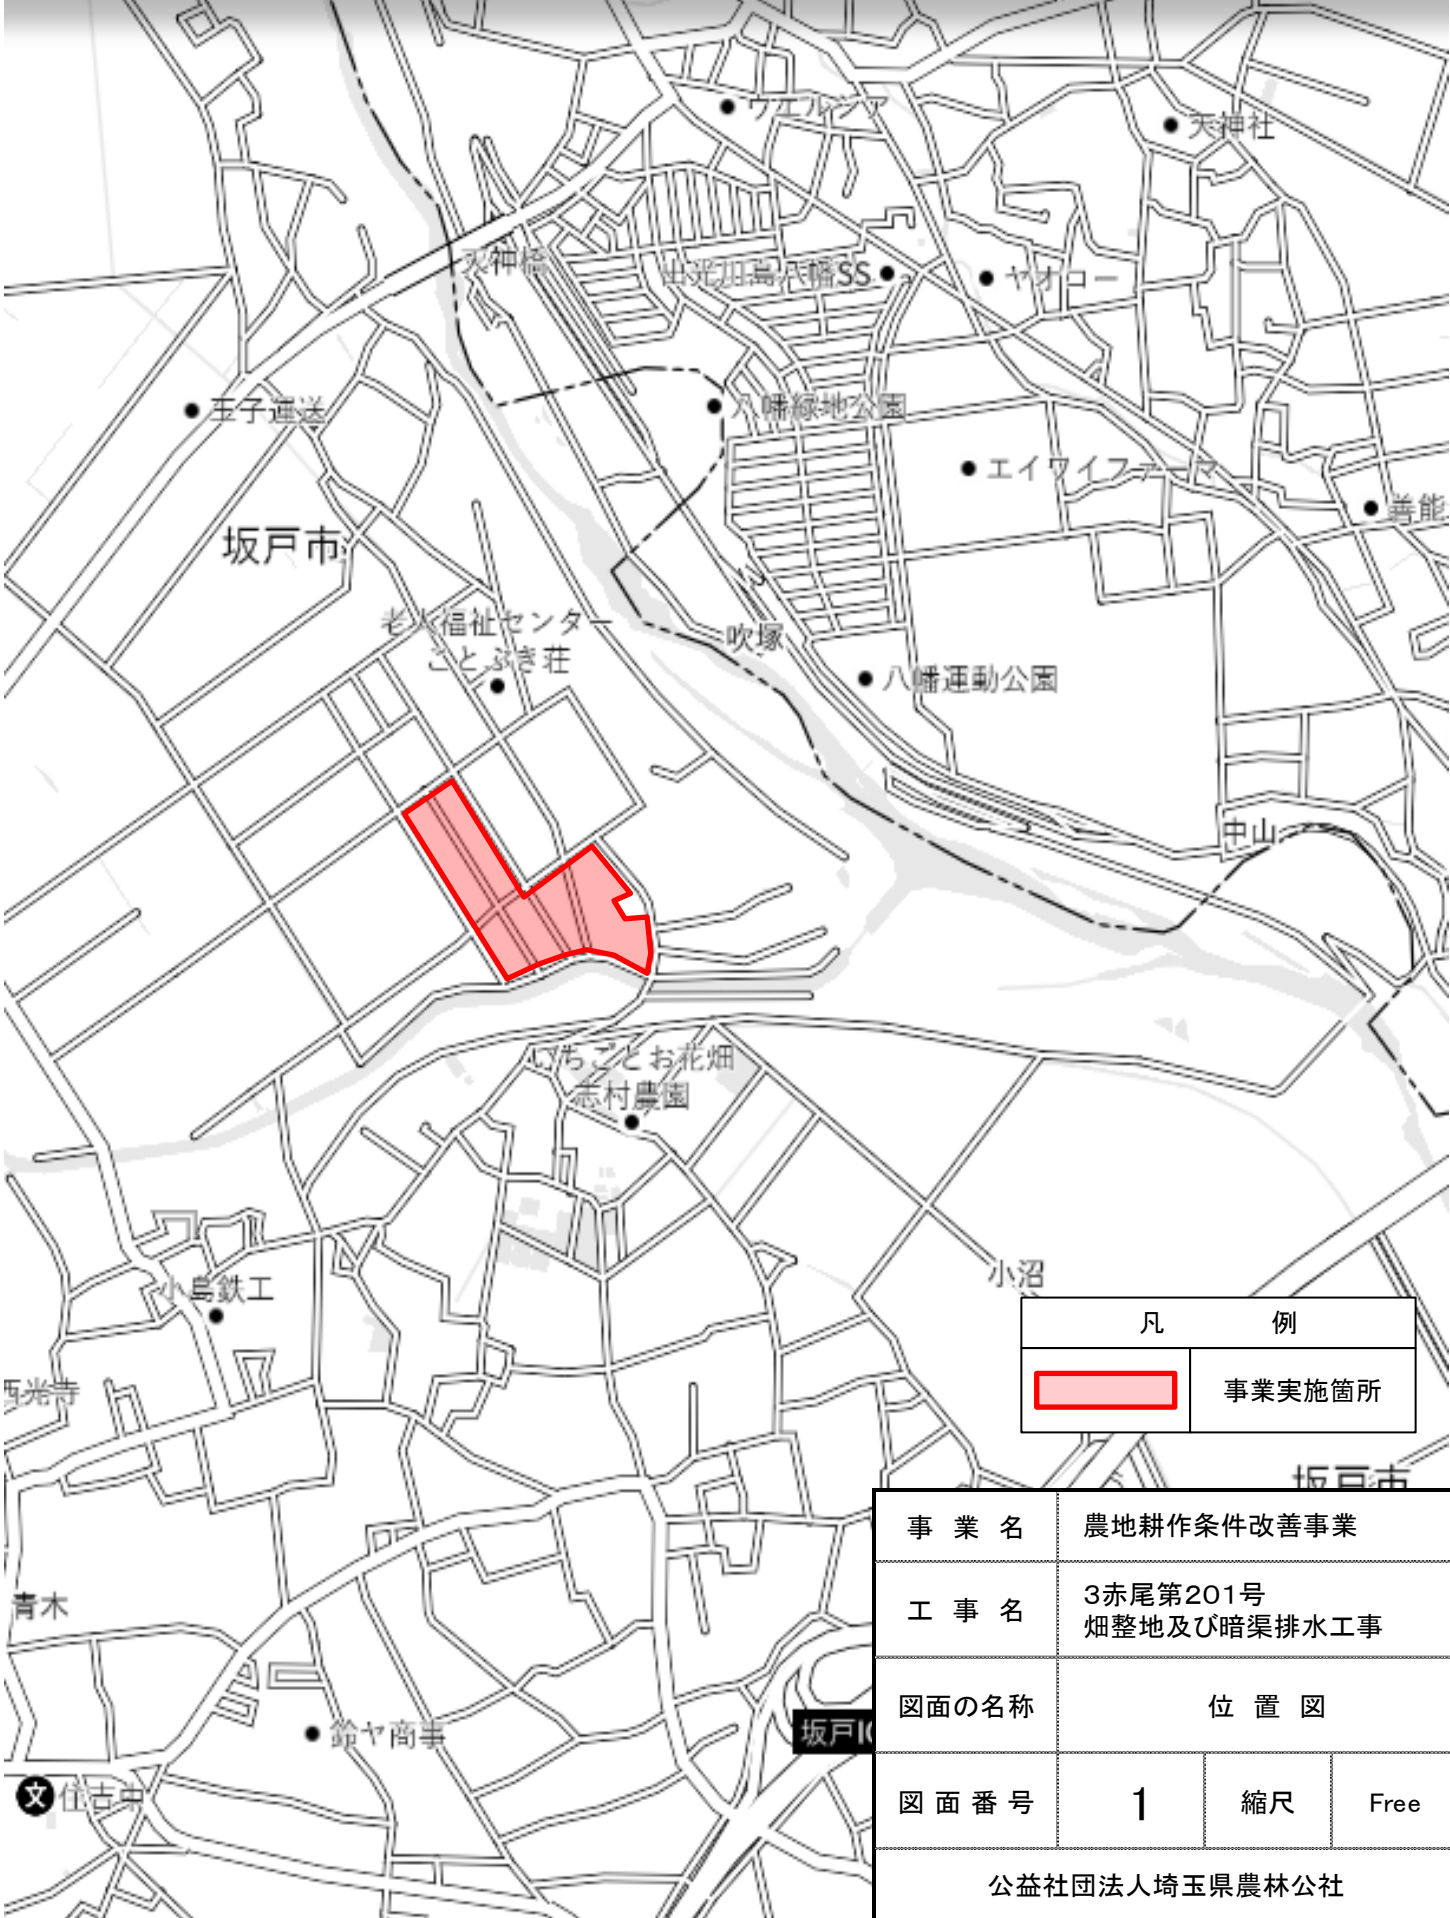 ウエルシア
天神社
天神橋
出光川島八幡SS
ヤオコー
王子運送
八幡緑地公園
エイワイファーマ
善能
坂戸市
老人福祉センター
ことぶき荘
吹塚
八幡運動公園
中山
いちごとお花畑
志村農園
小沼
小島鉄工
凡 例
事業実施箇所
西光寺
坂戸市
事 業 名
農地耕作条件改善事業
工 事 名
3赤尾第201号
畑整地及び暗渠排水工事
青木
図面の名称
位 置 図
鈴ヤ商事
坂戸IC
文 住吉中
図 面 番 号
1
縮尺
Free
公益社団法人埼玉県農林公社